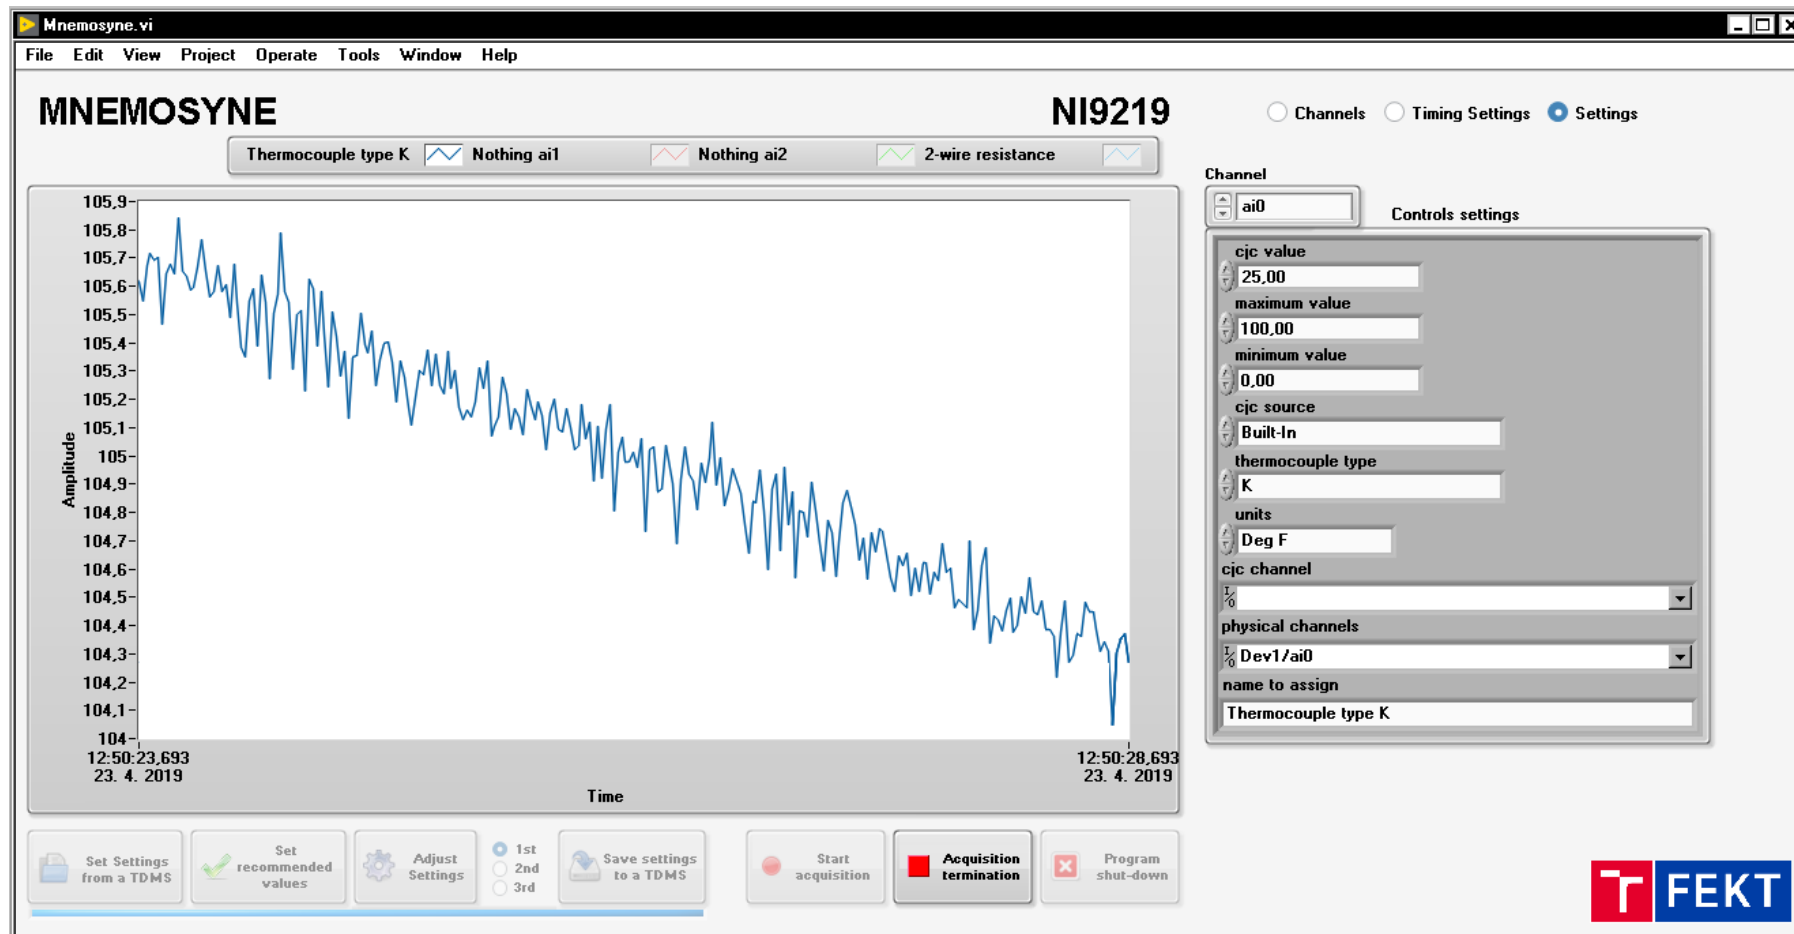 Mnemosyne.vi
File Edit View Project Operate Tools Window Help
MNEMOSYNE
NI9219
Channels Timing Settings Settings
Thermocouple type K Nothing ai1 Nothing ai2 2-wire resistance
105,9
105,8
105,7
105,6
105,5
105,4
105,3
105,2
105,1
105
104,9
104,8
104,7
104,6
104,5
104,4
104,3
104,2
104,1
104
Amplitude
12:50:23,693
23. 4. 2019
12:50:28,693
23. 4. 2019
Time
Channel
ai0
Controls settings
cjc value
25,00
maximum value
100,00
minimum value
0,00
cjc source
Built-In
thermocouple type
K
units
Deg F
cjc channel
I/0
physical channels
I/0 Dev1/ai0
name to assign
Thermocouple type K
Set Settings
from a TDMS
Set
recommended
values
Adjust
Settings
1st
2nd
3rd
Save settings
to a TDMS
Start
acquisition
Acquisition
termination
Program
shut-down
T FEKT